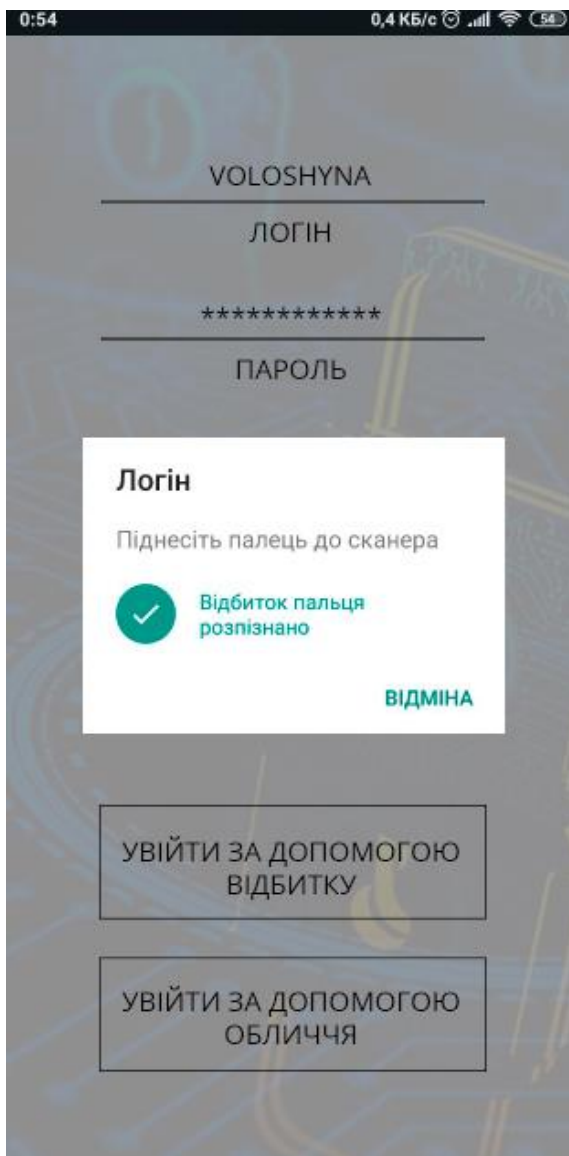 0:54 0,4 КБ/с 54
VOLOSHYNA
ЛОГІН
************
ПАРОЛЬ
Логін
Піднесіть палець до сканера
Відбиток пальця
розпізнано
ВІДМІНА
УВІЙТИ ЗА ДОПОМОГОЮ
ВІДБИТКУ
УВІЙТИ ЗА ДОПОМОГОЮ
ОБЛИЧЧЯ